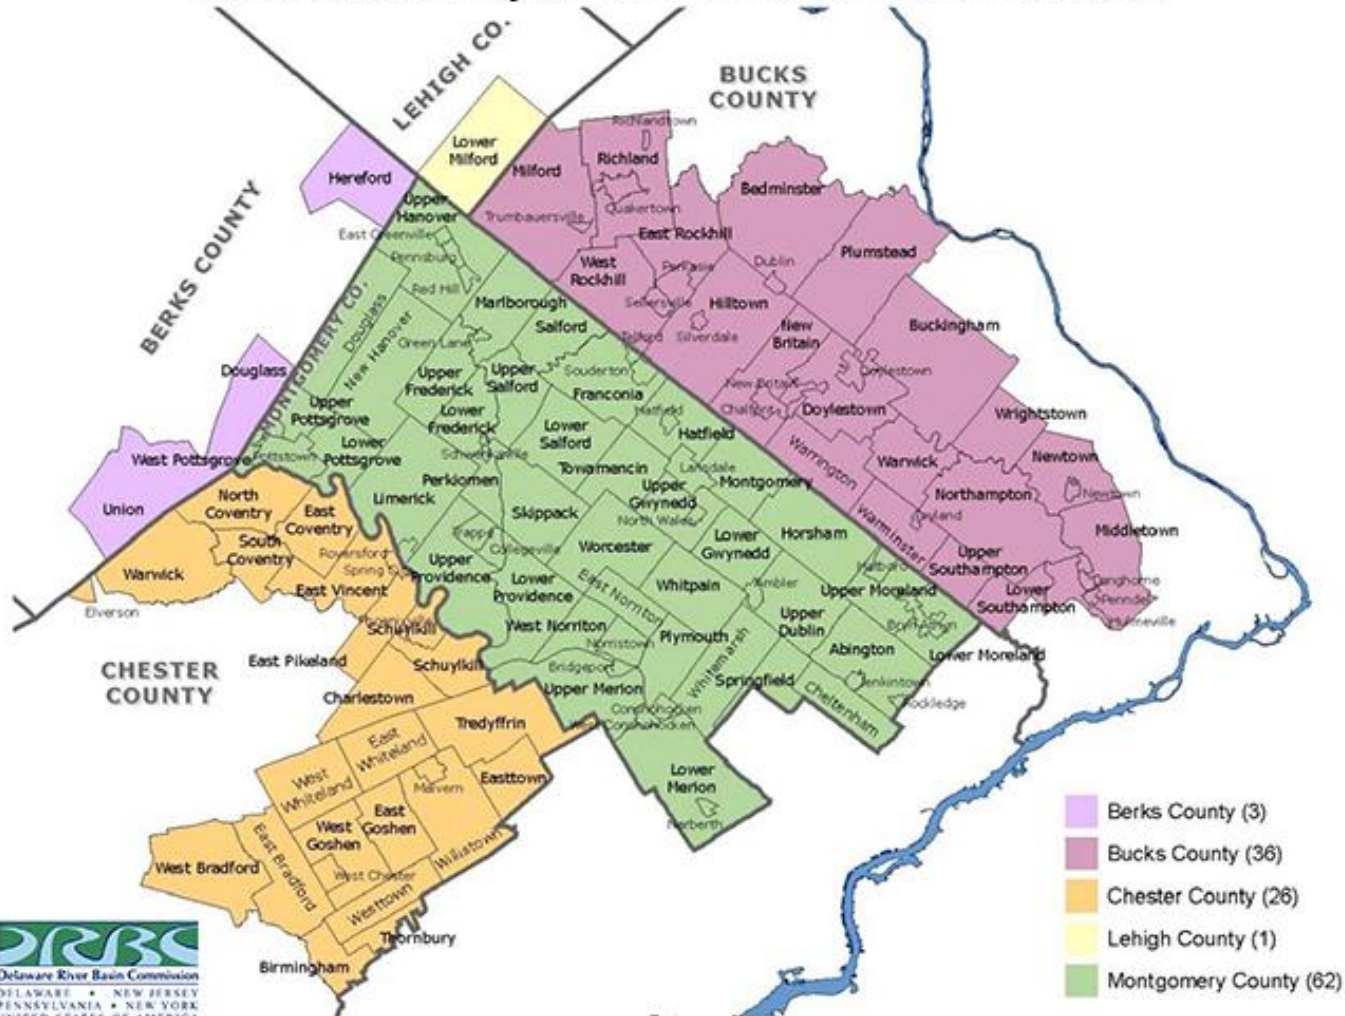 LEHIGH CO.
BUCKS
COUNTY
BERKS COUNTY
MONTGOMERY CO.
CHESTER
COUNTY
Richlandtown
Lower
Milford
Milford
Richland
Hereford
Bedminster
Upper
Hanover
Trumbauersville
Quakertown
East Greenville
East Rockhill
Plumstead
Pennsburg
West
Rockhill
Perkasie
Dublin
Red Hill
Marlborough
Sellersville
Hilltown
Douglass
Salford
Telford
Silverdale
New
Britain
Buckingham
New Hanover
Green Lane
Douglass
Upper
Frederick
Upper
Salford
Souderton
Franconia
New Britain
Doylestown
Upper
Pottsgrove
Lower
Frederick
Hatfield
Chalfont
Doylestown
Wrightstown
Lower
Salford
Hatfield
West Pottsgrove
Pottstown
Lower
Pottsgrove
Schwenksville
Towamencin
Lansdale
Montgomery
Warrington
Warwick
Newtown
Perkiomen
Upper
Gwynedd
Northampton
Newtown
Union
North
Coventry
East
Coventry
Limerick
Skippack
North Wales
Warminster
Ivyland
Middletown
South
Coventry
Trappe
Collegeville
Worcester
Lower
Gwynedd
Horsham
Upper
Southampton
Warwick
Royersford
Spring City
Upper
Providence
Lower
Providence
East Norriton
Whitpain
Ambler
Hatboro
Upper Moreland
Lower
Southampton
Langhorne
Penndel
Hulmeville
East Vincent
Elverson
West Norriton
Upper
Dublin
Bryn Athyn
Schuylkill
Norristown
Plymouth
Abington
Lower Moreland
East Pikeland
Schuylkill
Bridgeport
Whitemarsh
Springfield
Jenkintown
Charlestown
Upper Merion
Cheltenham
Rockledge
Conshohocken
West Conshohocken
Tredyffrin
East
Whiteland
West
Whiteland
Malvern
Easttown
Lower
Merion
Narberth
East
Goshen
West
Goshen
Willistown
West Bradford
East Bradford
West Chester
Westtown
Thornbury
Birmingham
Berks County (3)
Bucks County (36)
Chester County (26)
Lehigh County (1)
Montgomery County (62)
DRBC
Delaware River Basin Commission
DELAWARE • NEW JERSEY
PENNSYLVANIA • NEW YORK
UNITED STATES OF AMERICA